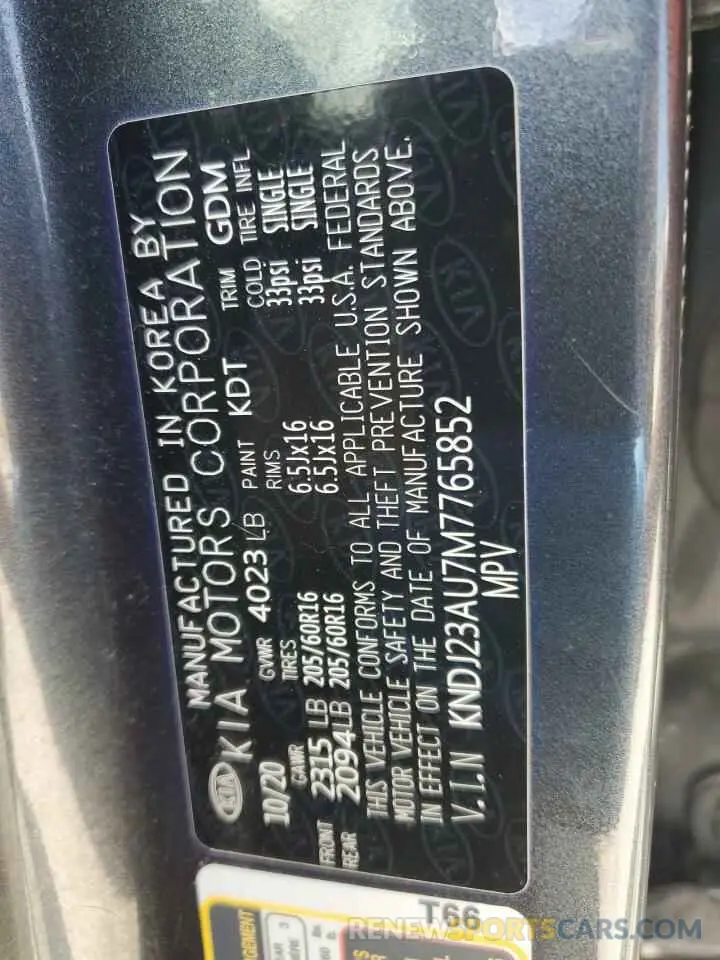 MANUFACTURED IN KOREA BY
KIA KIA MOTORS CORPORATION
10/20 GVWR 4023 LB PAINT KDT TRIM GDM
GAWR TIRES RIMS COLD TIRE INFL
FRONT 2315 LB 205/60R16 6.5Jx16 33psi SINGLE
REAR 2094LB 205/60R16 6.5Jx16 33psi SINGLE
THIS VEHICLE CONFORMS TO ALL APPLICABLE U.S.A. FEDERAL
MOTOR VEHICLE SAFETY AND THEFT PREVENTION STANDARDS
IN EFFECT ON THE DATE OF MANUFACTURE SHOWN ABOVE.
V.I.N KNDJ23AU7M7765852
MPV
T66
RENEWSPORTSCARS.COM